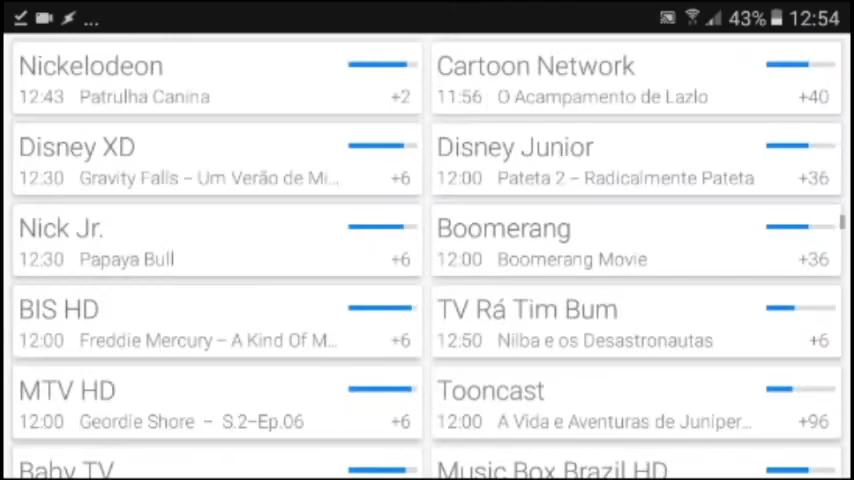 ... 43% 12:54
Nickelodeon
12:43 Patrulha Canina +2
Cartoon Network
11:56 O Acampamento de Lazlo +40
Disney XD
12:30 Gravity Falls – Um Verão de Mi... +6
Disney Junior
12:00 Pateta 2 – Radicalmente Pateta +36
Nick Jr.
12:30 Papaya Bull +6
Boomerang
12:00 Boomerang Movie +36
BIS HD
12:00 Freddie Mercury – A Kind Of M... +6
TV Rá Tim Bum
12:50 Nilba e os Desastronautas +6
MTV HD
12:00 Geordie Shore – S.2–Ep.06 +6
Tooncast
12:00 A Vida e Aventuras de Juniper... +96
Baby TV
Music Box Brazil HD